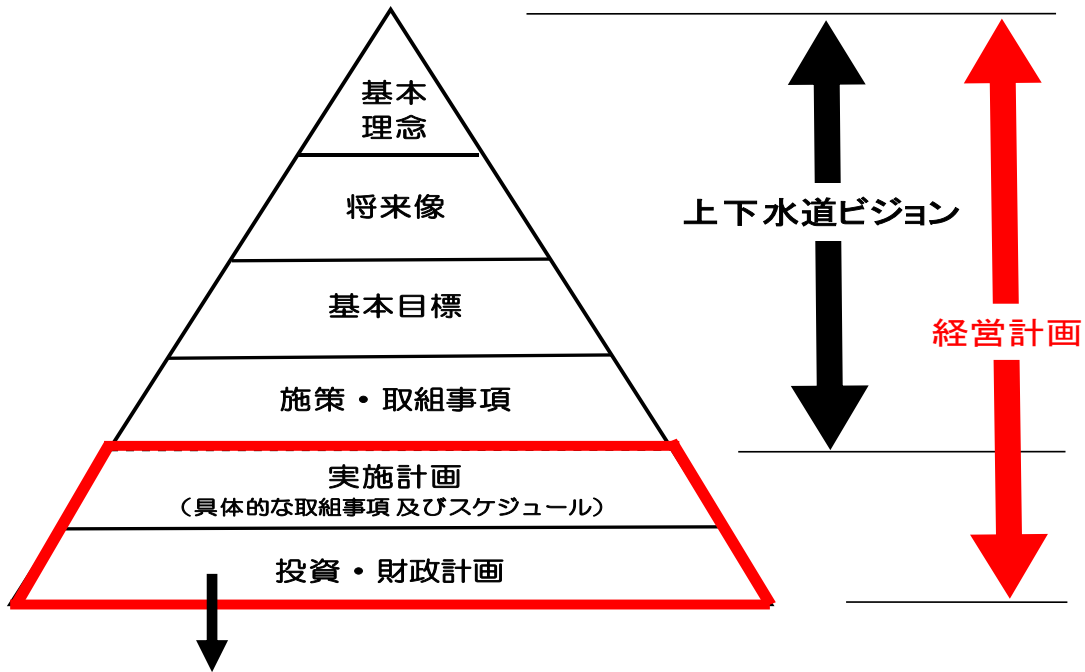 基本
理念
将来像
基本目標
施策・取組事項
実施計画
（具体的な取組事項 及びスケジュール）
投資・財政計画
上下水道ビジョン
経営計画